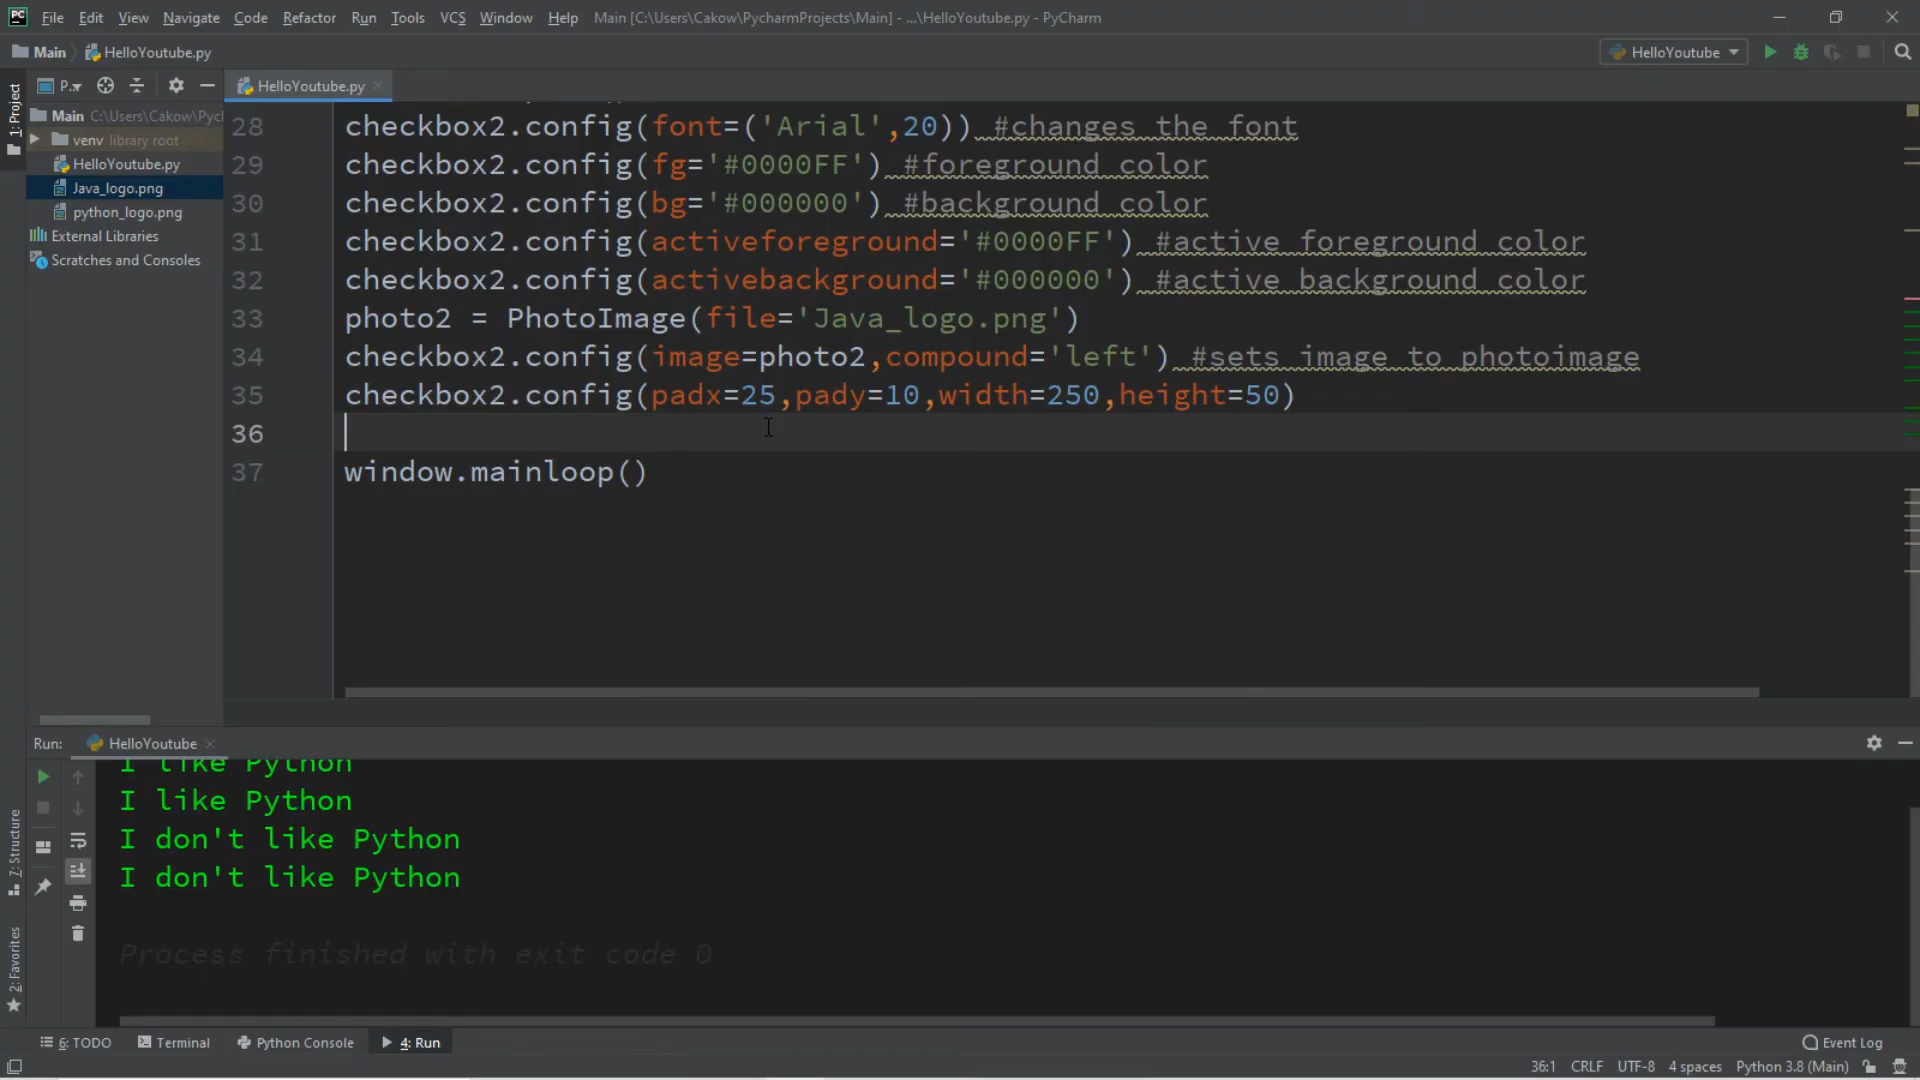 File Edit View Navigate Code Refactor Run Tools VCS Window Help Main [C:\Users\Cakow\PycharmProjects\Main] - ...\HelloYoutube.py - PyCharm
Main HelloYoutube.py HelloYoutube
P.. HelloYoutube.py
1: Project
Main C:\Users\Cakow\Pycl
venv library root
HelloYoutube.py
Java_logo.png
python_logo.png
External Libraries
Scratches and Consoles
28 checkbox2.config(font=('Arial',20)) #changes the font
29 checkbox2.config(fg='#0000FF') #foreground color
30 checkbox2.config(bg='#000000') #background color
31 checkbox2.config(activeforeground='#0000FF') #active foreground color
32 checkbox2.config(activebackground='#000000') #active background color
33 photo2 = PhotoImage(file='Java_logo.png')
34 checkbox2.config(image=photo2,compound='left') #sets image to photoimage
35 checkbox2.config(padx=25,pady=10,width=250,height=50)
36
37 window.mainloop()
Run: HelloYoutube
I like Python
I like Python
I don't like Python
I don't like Python
Process finished with exit code 0
7: Structure
2: Favorites
6: TODO Terminal Python Console 4: Run Event Log
36:1 CRLF UTF-8 4 spaces Python 3.8 (Main)